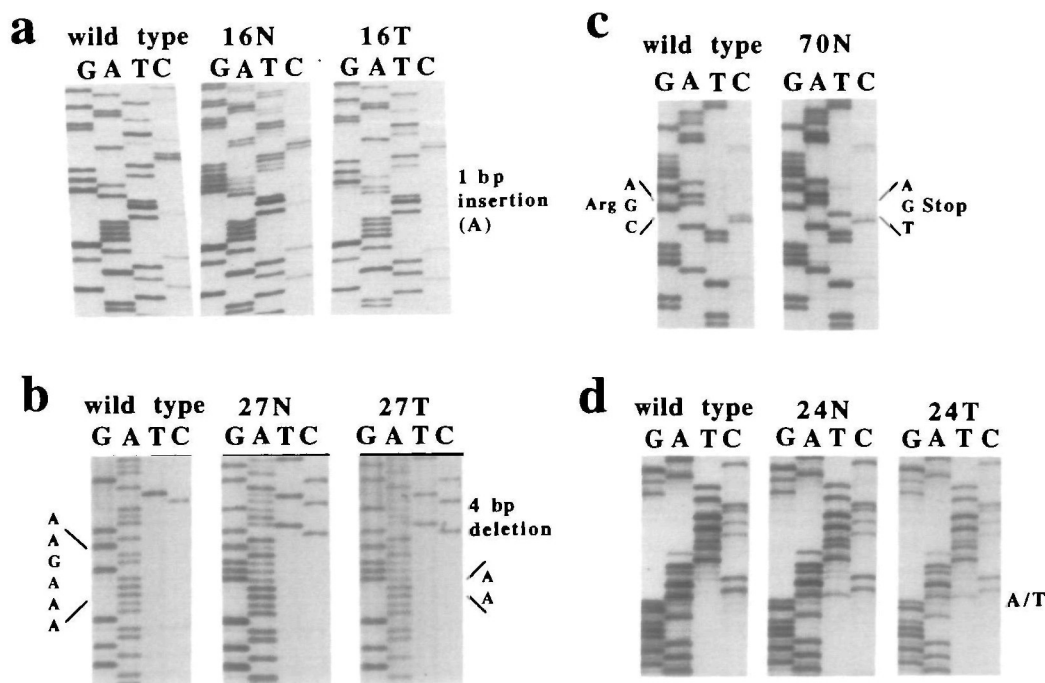 a
wild type 16N 16T
G A T C G A T C G A T C
1 bp
insertion
(A)
c
wild type 70N
G A T C G A T C
A
Arg G
C
A
G Stop
T
b
wild type 27N 27T
G A T C G A T C G A T C
A
A
G
A
A
A
4 bp
deletion
A
A
d
wild type 24N 24T
G A T C G A T C G A T C
A/T